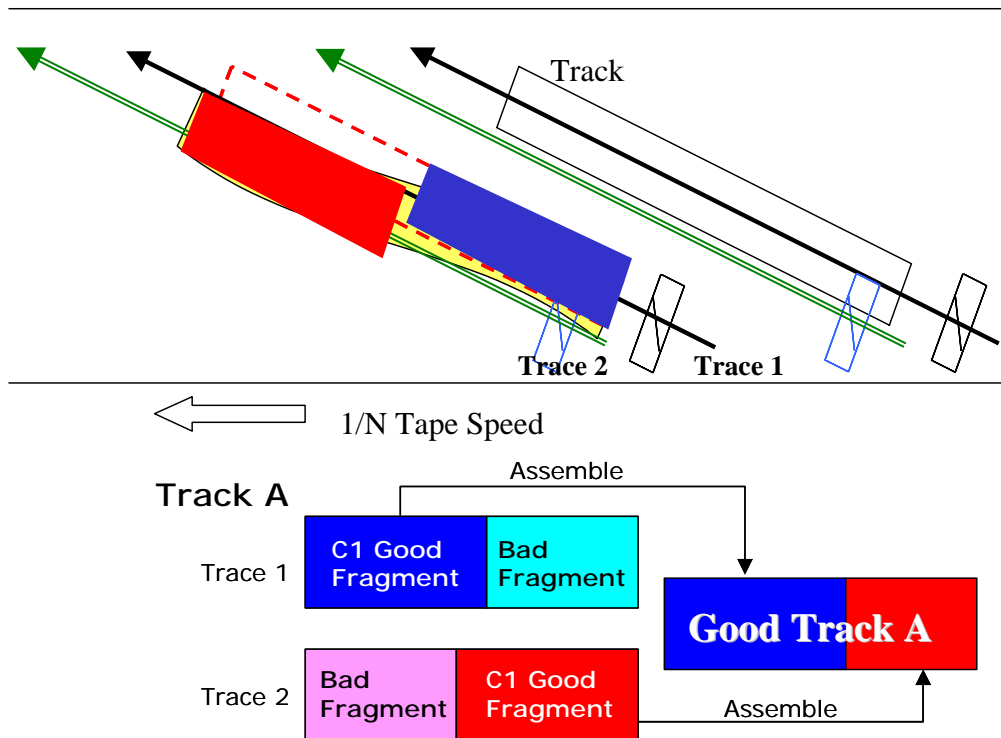 Track
Trace 2
Trace 1
1/N Tape Speed
Assemble
Track A
Trace 1
C1 Good
Fragment
Bad
Fragment
Good Track A
Trace 2
Bad
Fragment
C1 Good
Fragment
Assemble